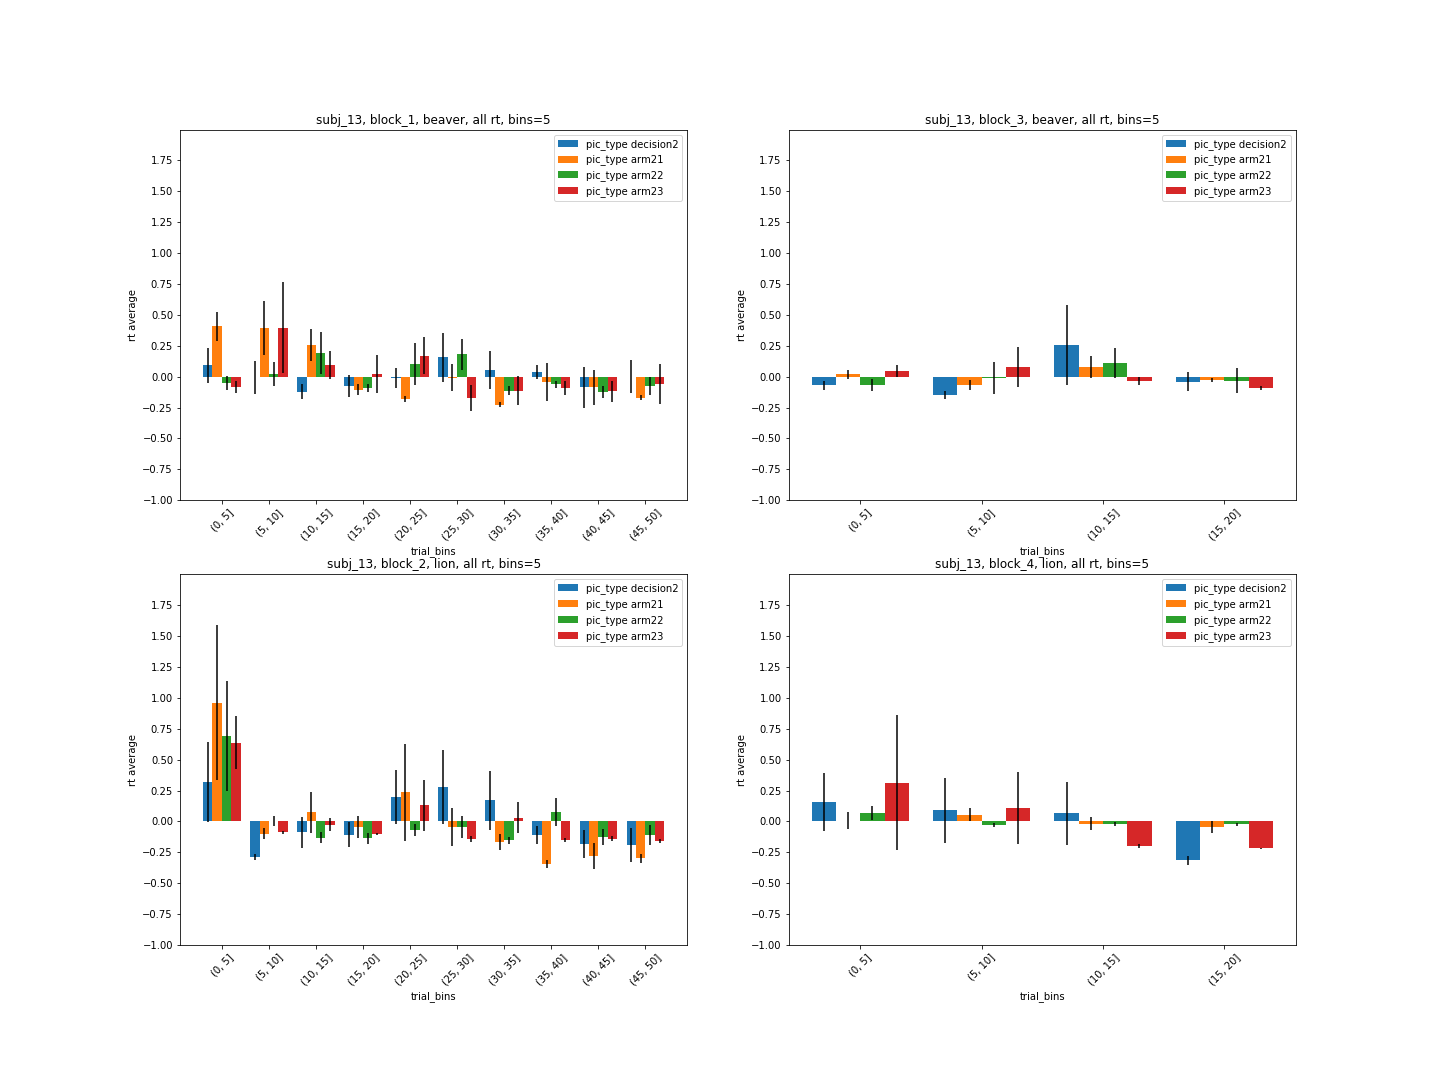 subj_13, block_1, beaver, all rt, bins=5
pic_type decision2
pic_type arm21
pic_type arm22
pic_type arm23
1.75
1.50
1.25
1.00
0.75
0.50
0.25
0.00
−0.25
−0.50
−0.75
−1.00
rt average
(0, 5]
(5, 10]
(10, 15]
(15, 20]
(20, 25]
(25, 30]
(30, 35]
(35, 40]
(40, 45]
(45, 50]
trial_bins
subj_13, block_3, beaver, all rt, bins=5
pic_type decision2
pic_type arm21
pic_type arm22
pic_type arm23
1.75
1.50
1.25
1.00
0.75
0.50
0.25
0.00
−0.25
−0.50
−0.75
−1.00
rt average
(0, 5]
(5, 10]
(10, 15]
(15, 20]
trial_bins
subj_13, block_2, lion, all rt, bins=5
pic_type decision2
pic_type arm21
pic_type arm22
pic_type arm23
1.75
1.50
1.25
1.00
0.75
0.50
0.25
0.00
−0.25
−0.50
−0.75
−1.00
rt average
(0, 5]
(5, 10]
(10, 15]
(15, 20]
(20, 25]
(25, 30]
(30, 35]
(35, 40]
(40, 45]
(45, 50]
trial_bins
subj_13, block_4, lion, all rt, bins=5
pic_type decision2
pic_type arm21
pic_type arm22
pic_type arm23
1.75
1.50
1.25
1.00
0.75
0.50
0.25
0.00
−0.25
−0.50
−0.75
−1.00
rt average
(0, 5]
(5, 10]
(10, 15]
(15, 20]
trial_bins